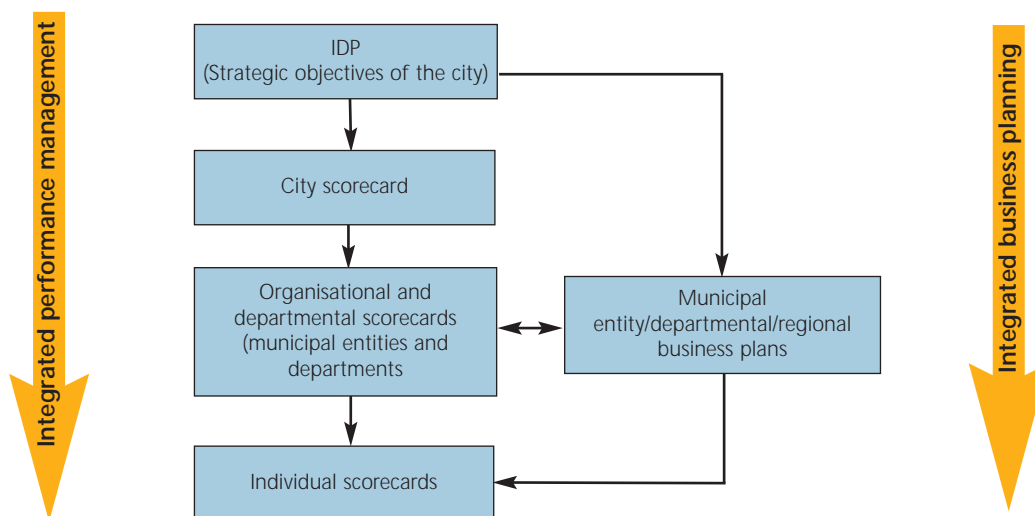 Integrated performance management
IDP
(Strategic objectives of the city)
City scorecard
Organisational and
departmental scorecards
(municipal entities and
departments
Municipal
entity/departmental/regional
business plans
Individual scorecards
Integrated business planning